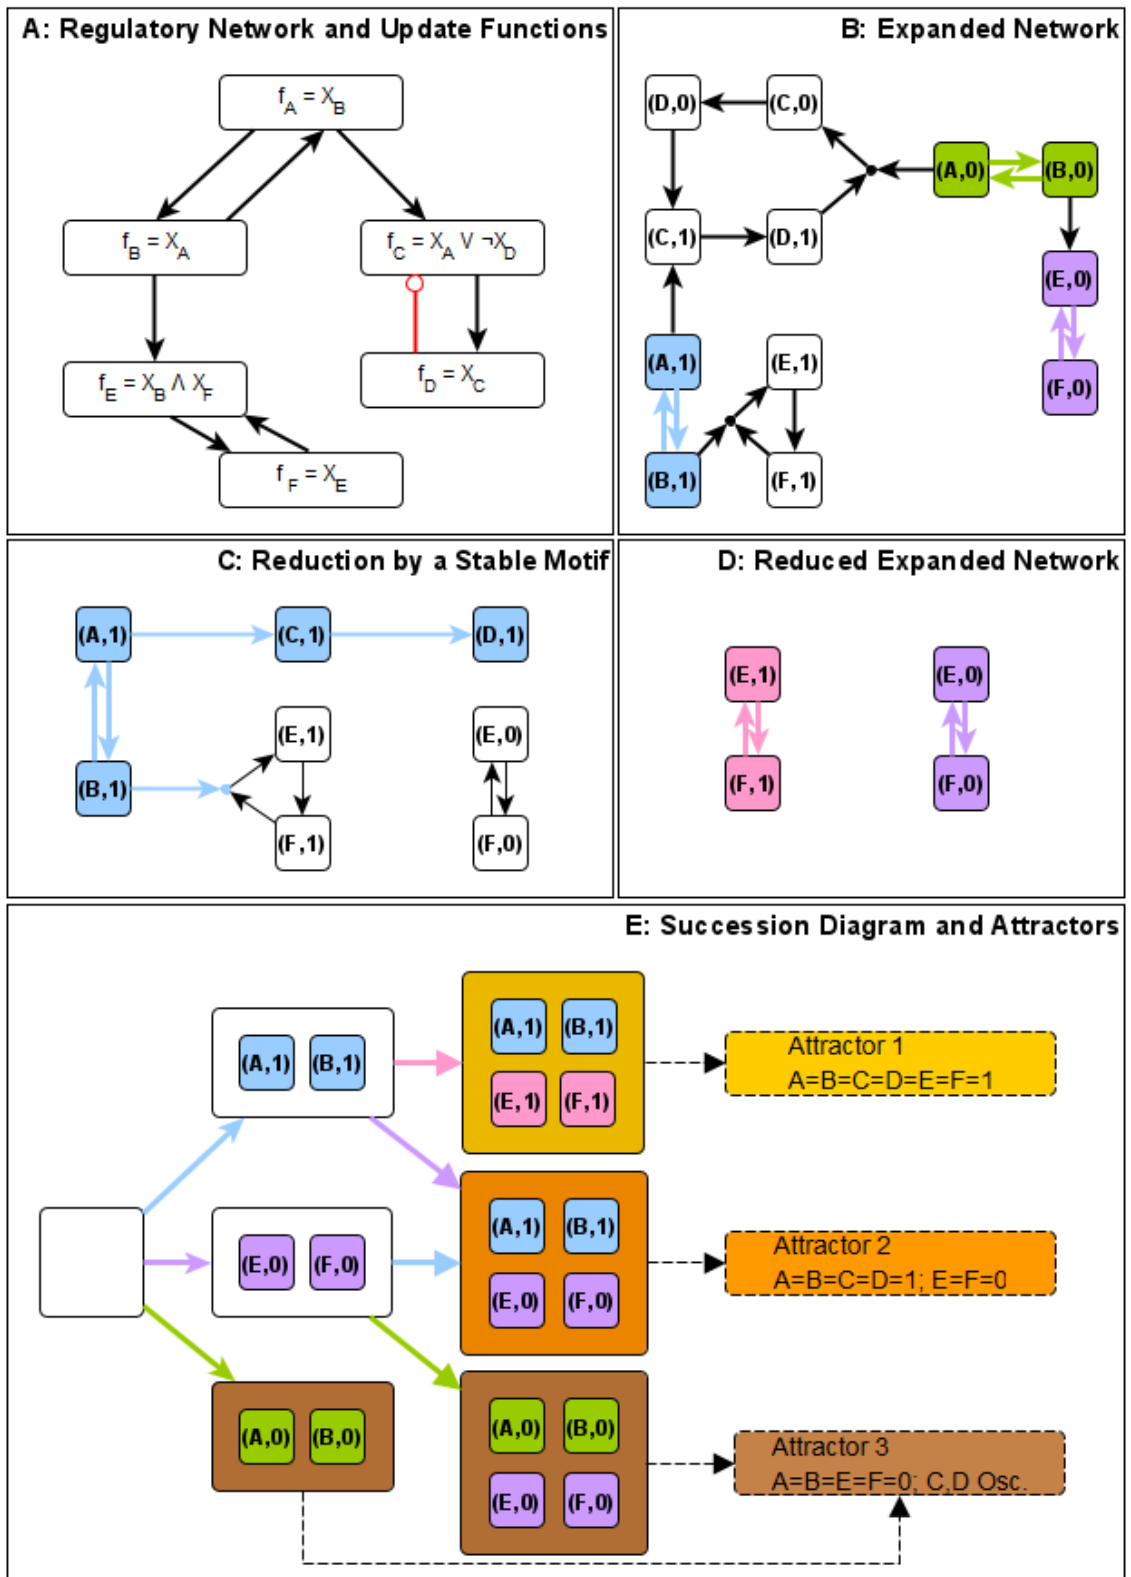 A: Regulatory Network and Update Functions
f_A = X_B
f_B = X_A
f_C = X_A V ¬X_D
f_E = X_B Λ X_F
f_D = X_C
f_F = X_E
B: Expanded Network
(D,0)
(C,0)
(A,0)
(B,0)
(C,1)
(D,1)
(E,0)
(A,1)
(E,1)
(F,0)
(B,1)
(F,1)
C: Reduction by a Stable Motif
(A,1)
(C,1)
(D,1)
(E,1)
(E,0)
(B,1)
(F,1)
(F,0)
D: Reduced Expanded Network
(E,1)
(E,0)
(F,1)
(F,0)
E: Succession Diagram and Attractors
(A,1) (B,1)
(A,1) (B,1)
(E,1) (F,1)
Attractor 1
A=B=C=D=E=F=1
(E,0) (F,0)
(A,1) (B,1)
(E,0) (F,0)
Attractor 2
A=B=C=D=1; E=F=0
(A,0) (B,0)
(A,0) (B,0)
(E,0) (F,0)
Attractor 3
A=B=E=F=0; C,D Osc.